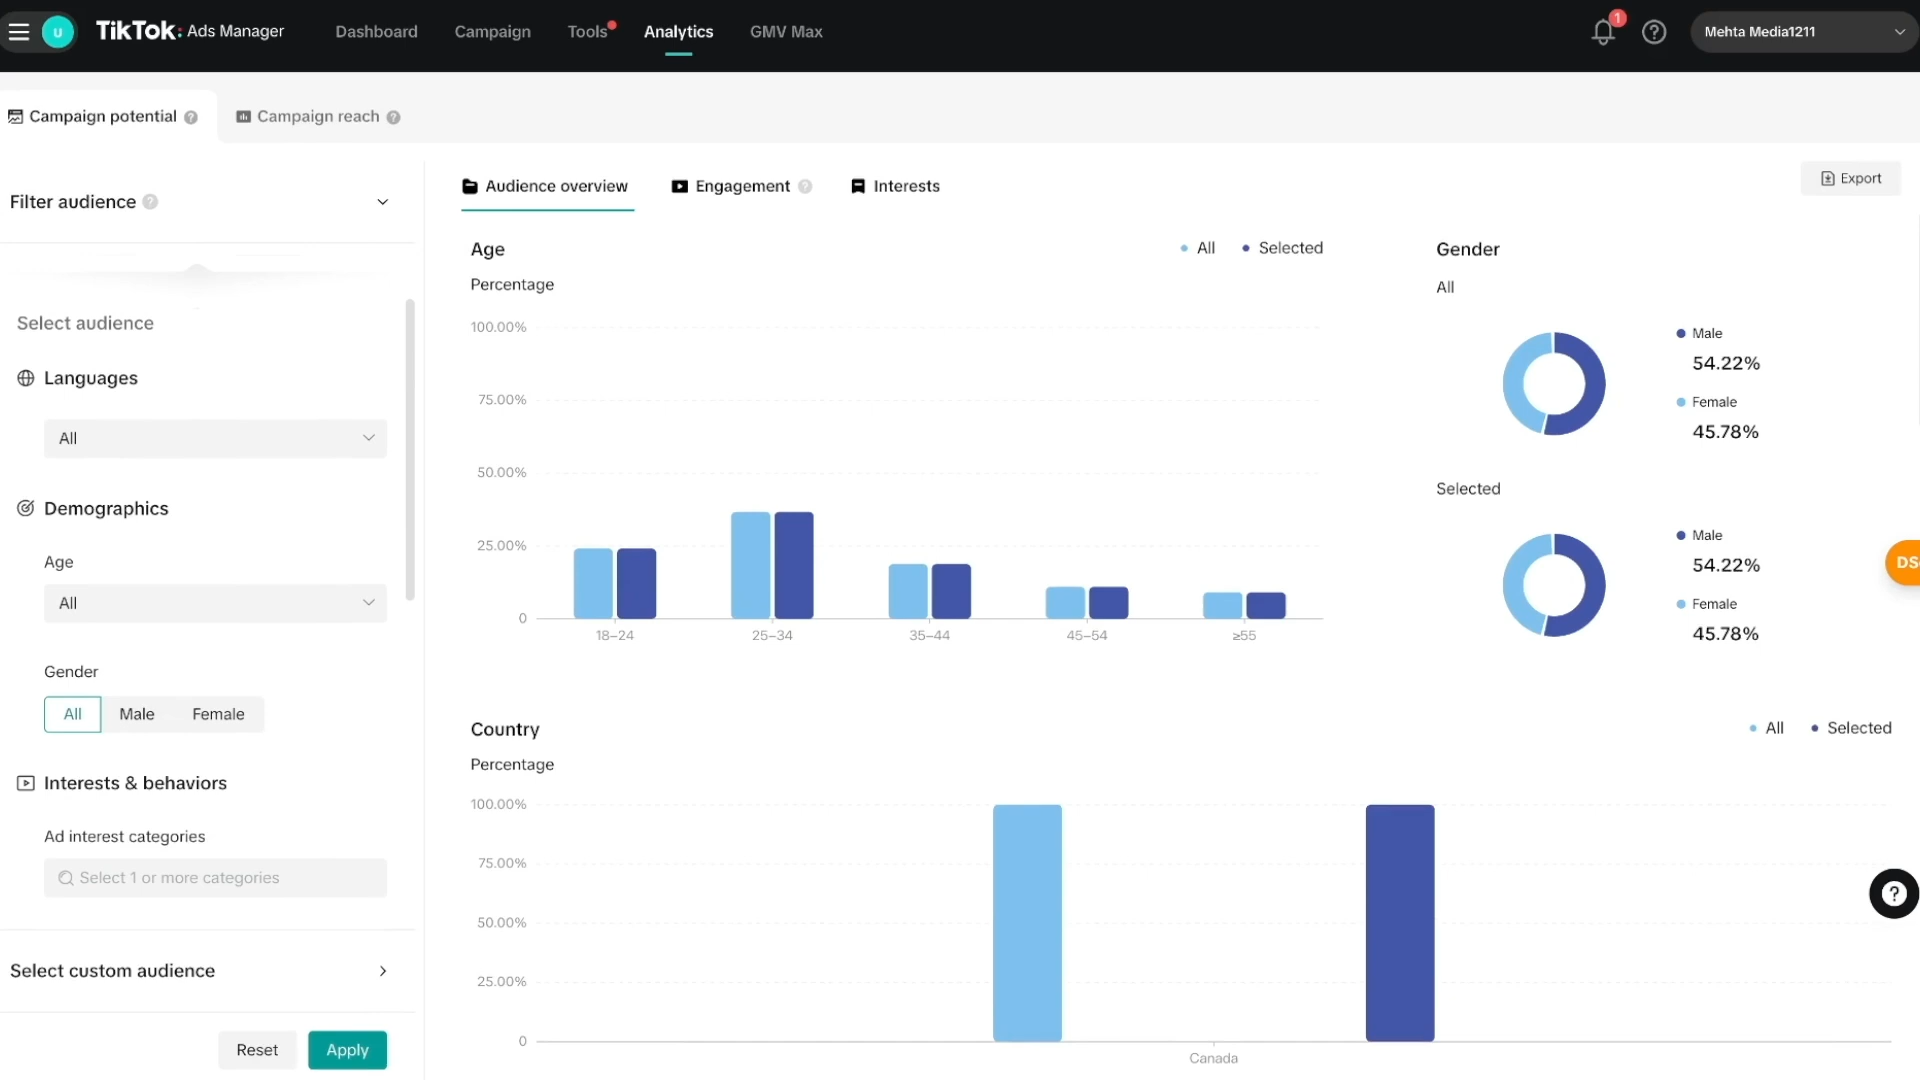 U
TikTok: Ads Manager
Dashboard
Campaign
Tools
Analytics
GMV Max
1
Mehta Media1211
Campaign potential
Campaign reach
Filter audience
Select audience
Languages
All
Demographics
Age
All
Gender
All
Male
Female
Interests & behaviors
Ad interest categories
Select 1 or more categories
Select custom audience
Reset
Apply
Audience overview
Engagement
Interests
Export
Age
All
Selected
Percentage
100.00%
75.00%
50.00%
25.00%
0
18–24
25–34
35–44
45–54
≥55
Gender
All
Male
54.22%
Female
45.78%
Selected
Male
54.22%
Female
45.78%
DS
Country
All
Selected
Percentage
100.00%
75.00%
50.00%
25.00%
0
Canada